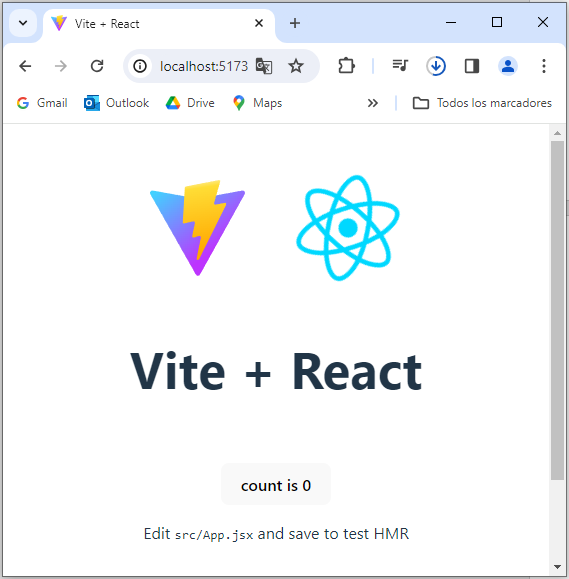 Vite + React
localhost:5173
Gmail
Outlook
Drive
Maps
Todos los marcadores
Vite + React
count is 0
Edit src/App.jsx and save to test HMR